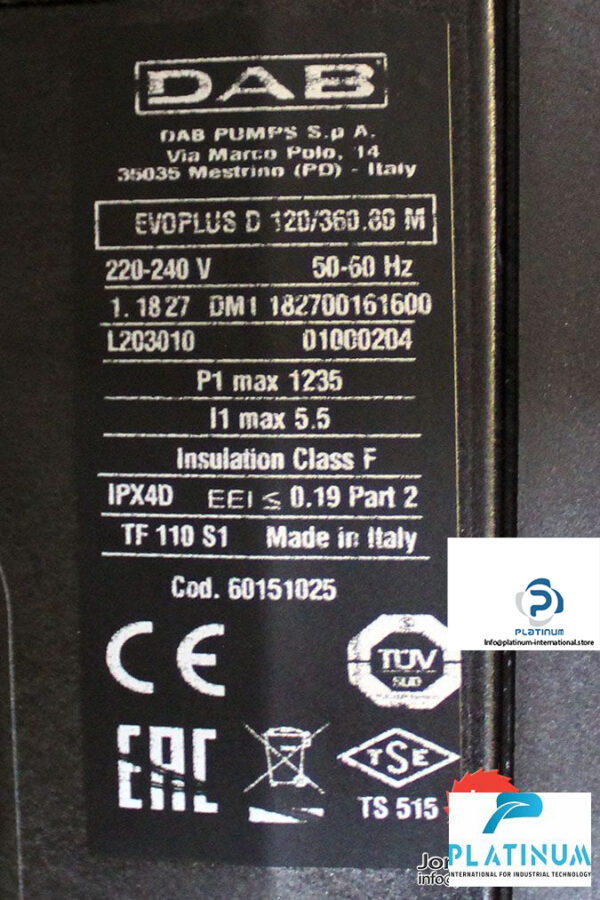 DAB
DAB PUMPS S.p A.
Via Marco Polo, 14
35035 Mestrino (PD) - Italy
EVOPLUS D 120/360.80 M
220-240 V 50-60 Hz
1.1827 DM1 182700161600
L203010 01000204
P1 max 1235
I1 max 5.5
Insulation Class F
IPX4D EEI ≤ 0.19 Part 2
TF 110 S1 Made in Italy
Cod. 60151025
CE
TÜV
SÜD
EAC
TSE
TS 515
PLATINUM
Info@platinum-international.store
PLATINUM
INTERNATIONAL FOR INDUSTRIAL TECHNOLOGY